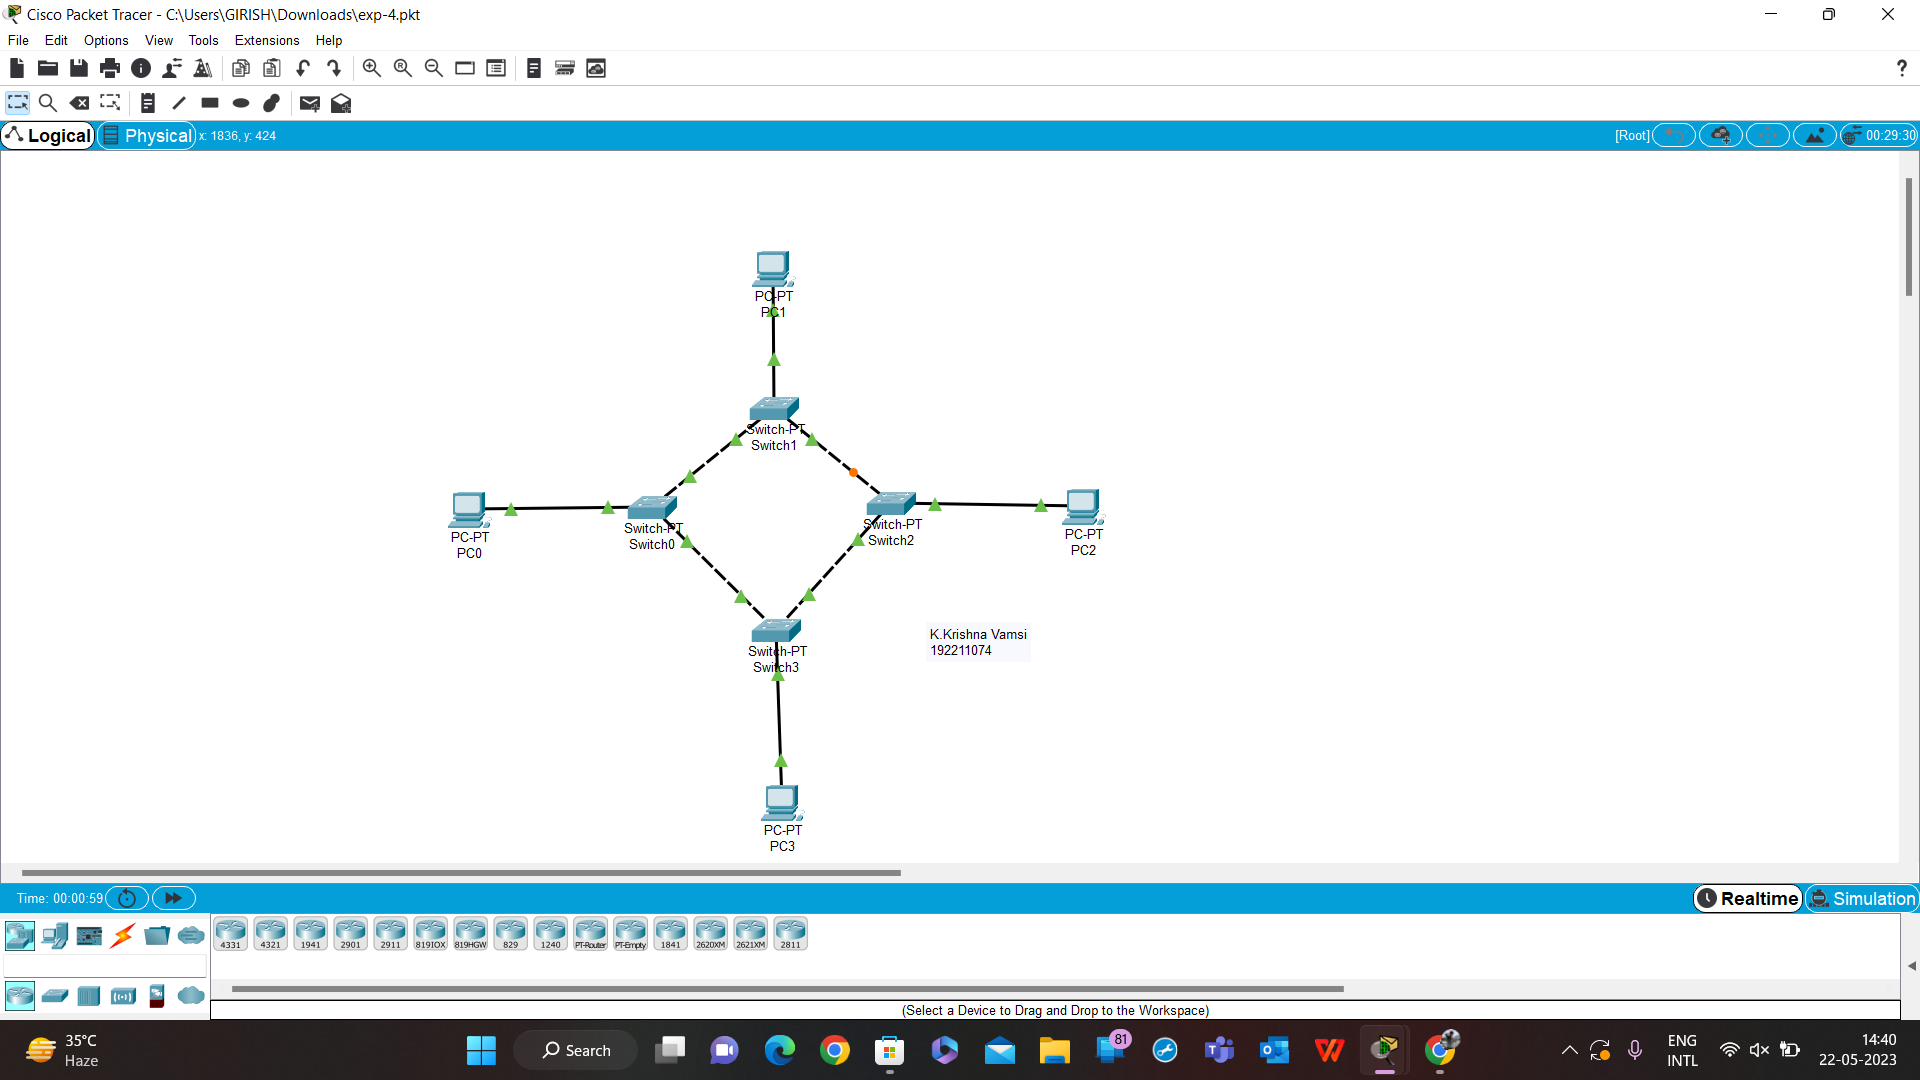 Cisco Packet Tracer - C:\Users\GIRISH\Downloads\exp-4.pkt
File Edit Options View Tools Extensions Help
Logical Physical x: 1836, y: 424 [Root] 00:29:30
PC-PT
PC1
Switch-PT
Switch1
PC-PT
PC0
Switch-PT
Switch0
Switch-PT
Switch2
PC-PT
PC2
K.Krishna Vamsi
192211074
Switch-PT
Switch3
PC-PT
PC3
Time: 00:00:59 Realtime Simulation
4331 4321 1941 2901 2911 819IOX 819HGW 829 1240 PT-Router PT-Empty 1841 2620XM 2621XM 2811
(Select a Device to Drag and Drop to the Workspace)
35°C
Haze
Search
81
ENG
INTL
14:40
22-05-2023